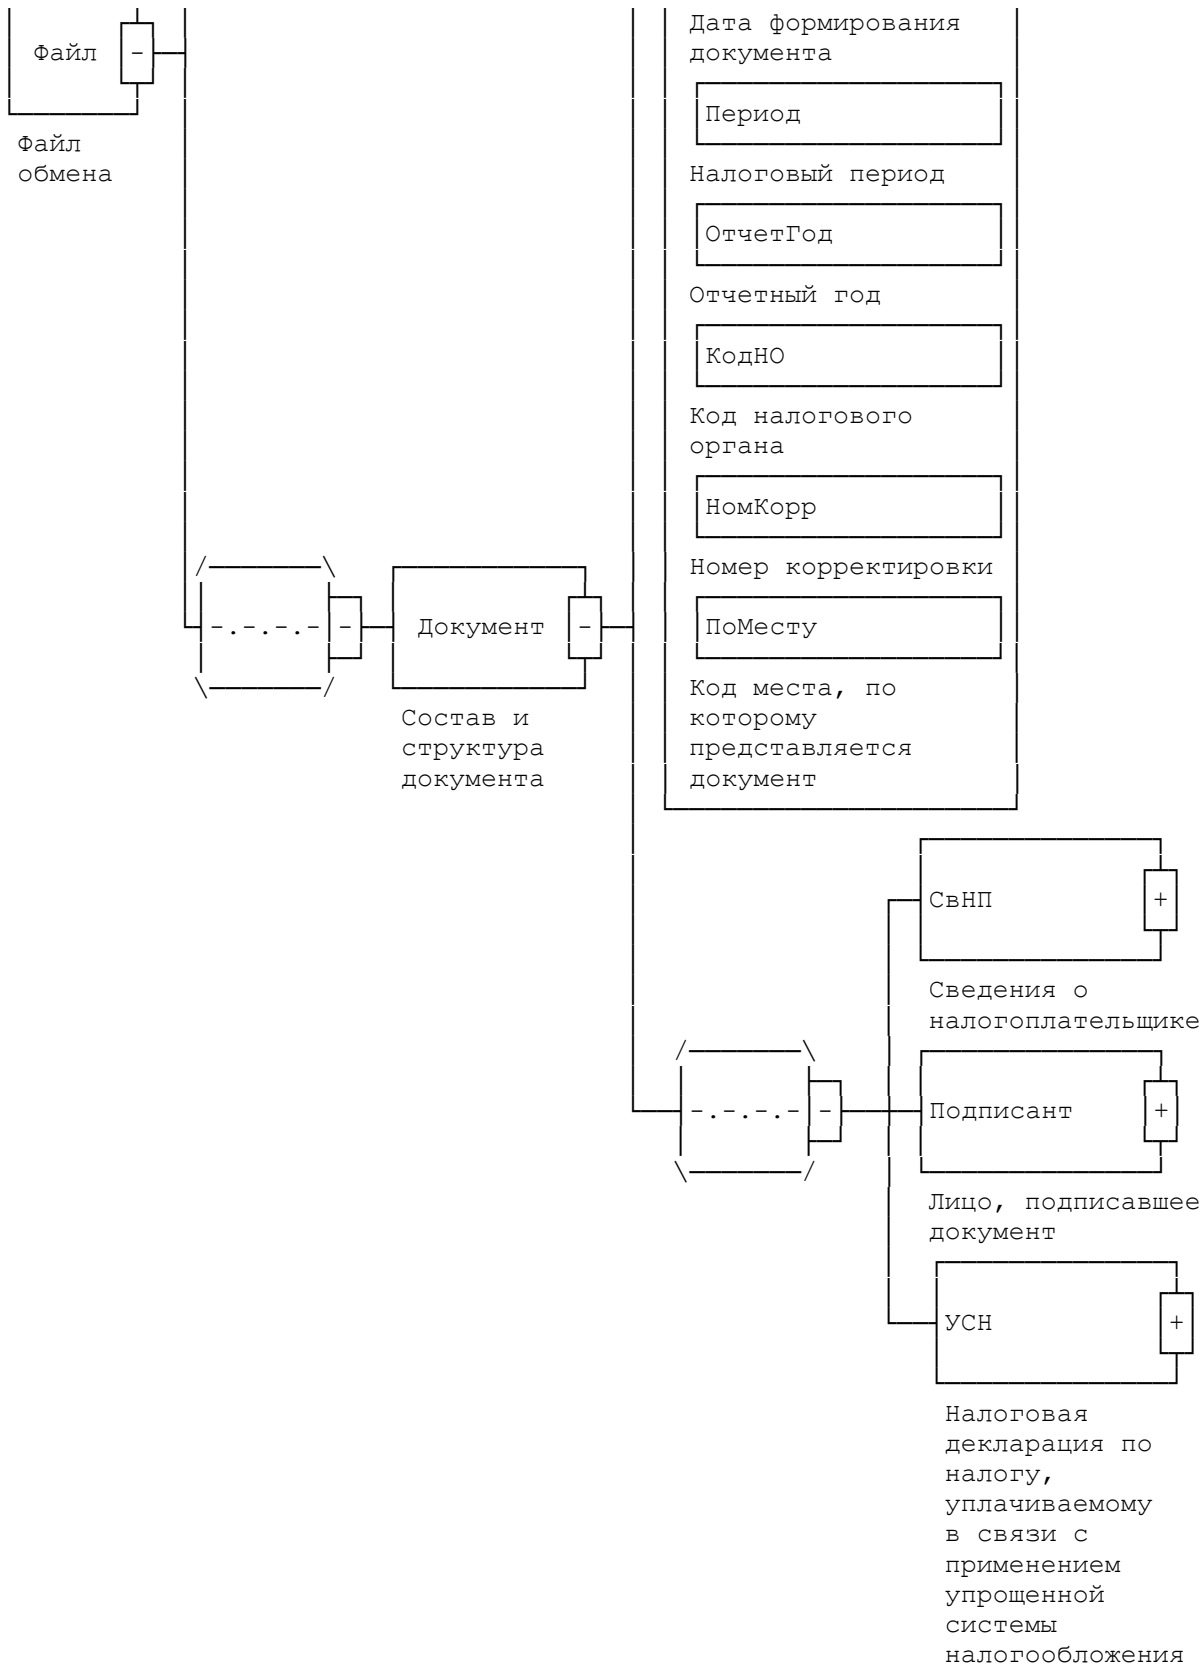 Файл
-
Файл
обмена
Дата формирования
документа
Период
Налоговый период
ОтчетГод
Отчетный год
КодНО
Код налогового
органа
НомКорр
Номер корректировки
ПоМесту
Код места, по
которому
представляется
документ
-.-.-.-
-
Документ
-
Состав и
структура
документа
СвНП
+
Сведения о
налогоплательщике
-.-.-.-
-
Подписант
+
Лицо, подписавшее
документ
УСН
+
Налоговая
декларация по
налогу,
уплачиваемому
в связи с
применением
упрощенной
системы
налогообложения